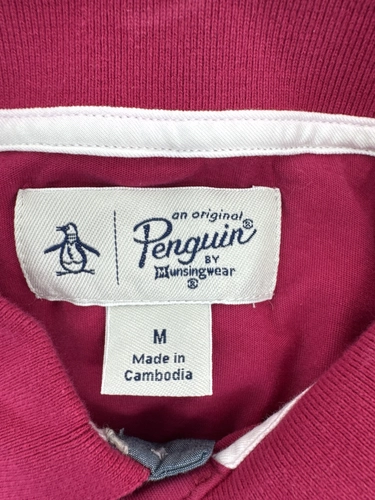 an original
Penguin®
BY
Munsingwear
®
M
Made in
Cambodia